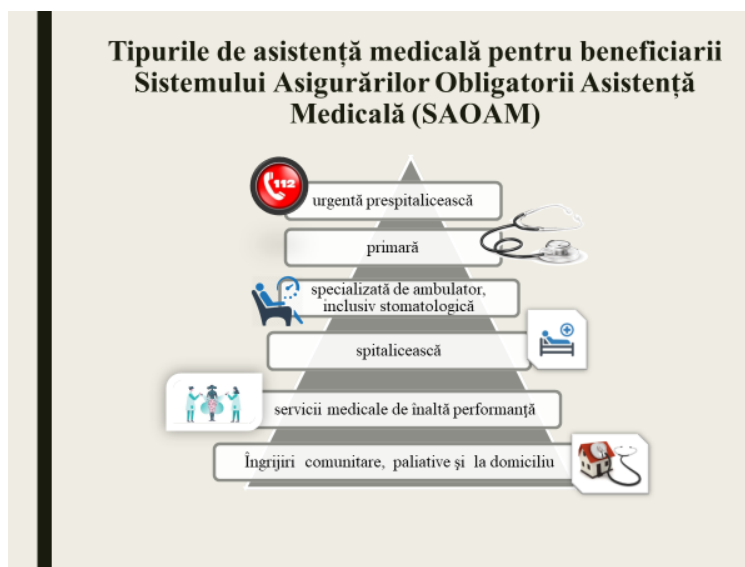 Tipurile de asistență medicală pentru beneficiarii
Sistemului Asigurărilor Obligatorii Asistență
Medicală (SAOAM)
112
urgentă prespitalicească
primară
specializată de ambulator,
inclusiv stomatologică
spitalicească
servicii medicale de înaltă performanță
Îngrijiri comunitare, paliative şi la domiciliu